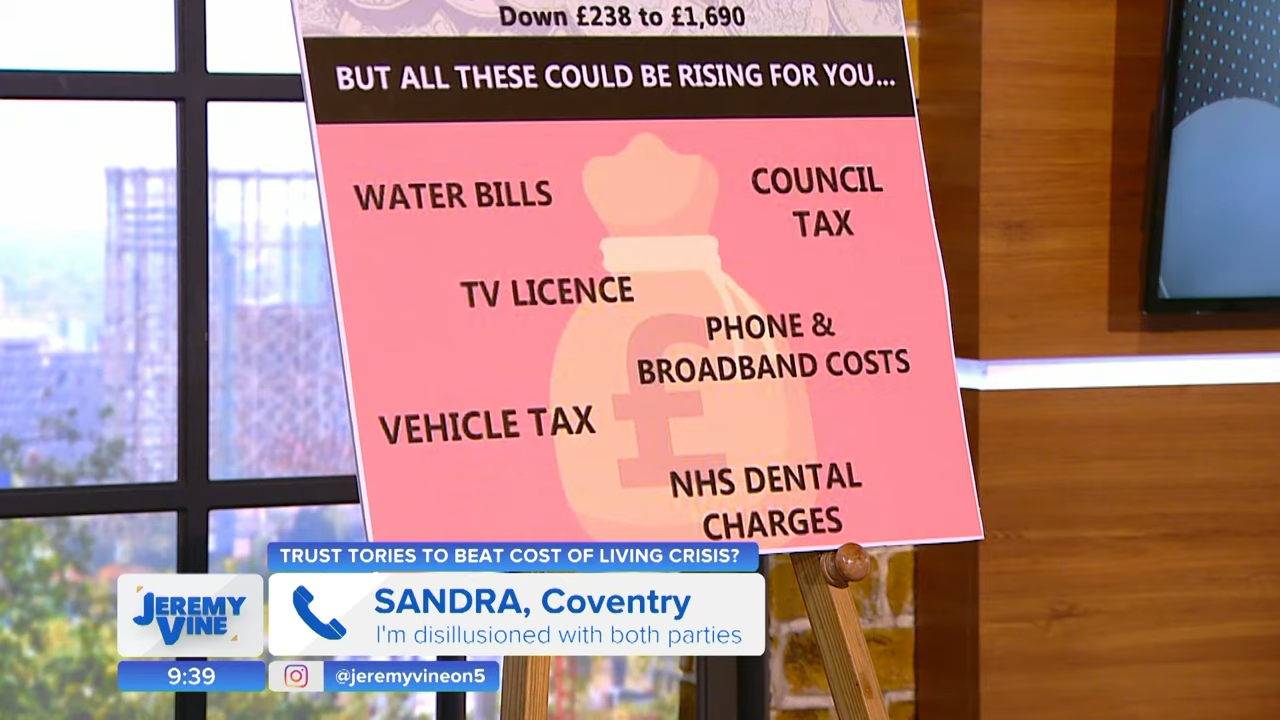 Down £238 to £1,690
BUT ALL THESE COULD BE RISING FOR YOU...
WATER BILLS
COUNCIL
TAX
TV LICENCE
PHONE &
BROADBAND COSTS
£
VEHICLE TAX
NHS DENTAL
CHARGES
TRUST TORIES TO BEAT COST OF LIVING CRISIS?
JEREMY
VINE
SANDRA, Coventry
I'm disillusioned with both parties
9:39
@jeremyvineon5